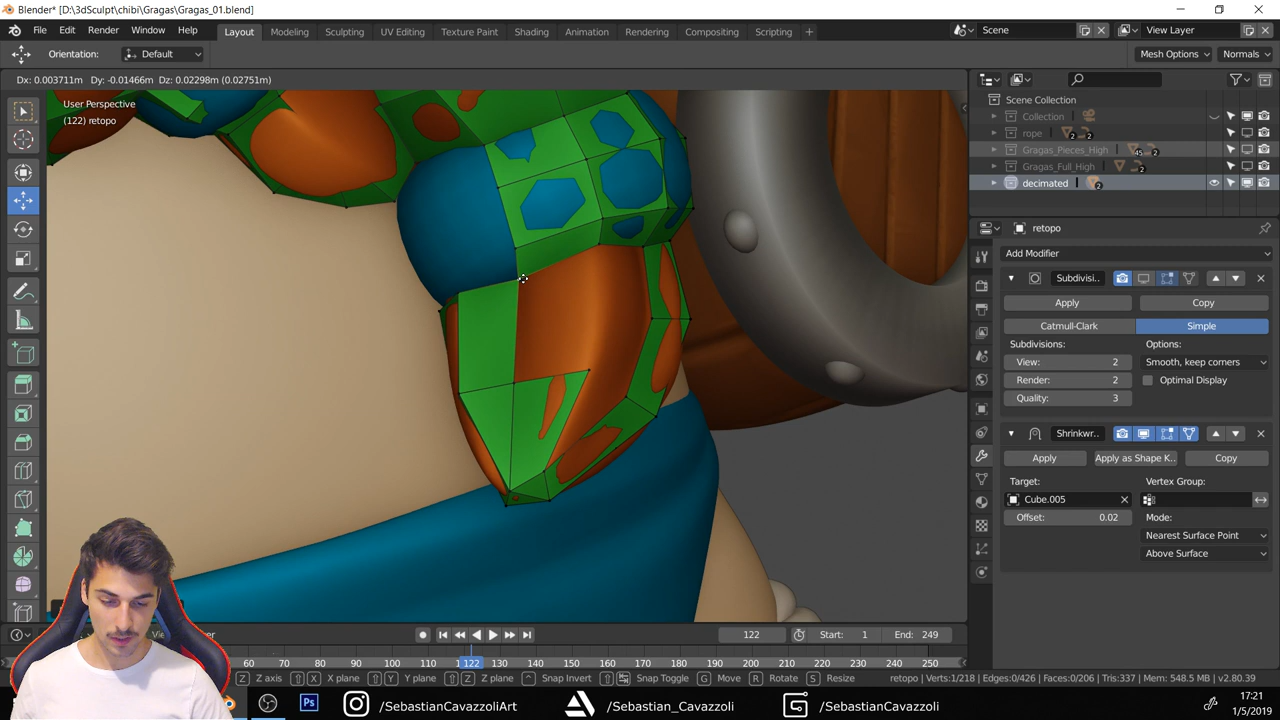 Blender* [D:\3dSculpt\chibi\Gragas\Gragas_01.blend]
File Edit Render Window Help Layout Modeling Sculpting UV Editing Texture Paint Shading Animation Rendering Compositing Scripting + Scene View Layer
Orientation: Default Mesh Options Normals
Dx: 0.003711m Dy: -0.01466m Dz: 0.02298m (0.02751m)
User Perspective
(122) retopo
Scene Collection
Collection
rope 2 2
Gragas_Pieces_High 45 2
Gragas_Full_High 2
decimated 2
retopo
Add Modifier
Subdivisi..
Apply Copy
Catmull-Clark Simple
Subdivisions: Options:
View: 2 Smooth, keep corners
Render: 2 Optimal Display
Quality: 3
Shrinkwr..
Apply Apply as Shape K.. Copy
Target: Vertex Group:
Cube.005
Offset: 0.02 Mode:
Nearest Surface Point
Above Surface
122 Start: 1 End: 249
60 70 80 90 100 110 122 130 140 150 160 170 180 190 200 210 220 230 240 250
Z Z axis X X plane Y Y plane Z Z plane ^ Snap Invert Snap Toggle G Move R Rotate S Resize retopo | Verts:1/218 | Edges:0/426 | Faces:0/206 | Tris:337 | Mem: 548.5 MB | v2.80.39
Ps /SebastianCavazzoliArt /Sebastian_Cavazzoli /SebastianCavazzoli
17:21
1/5/2019